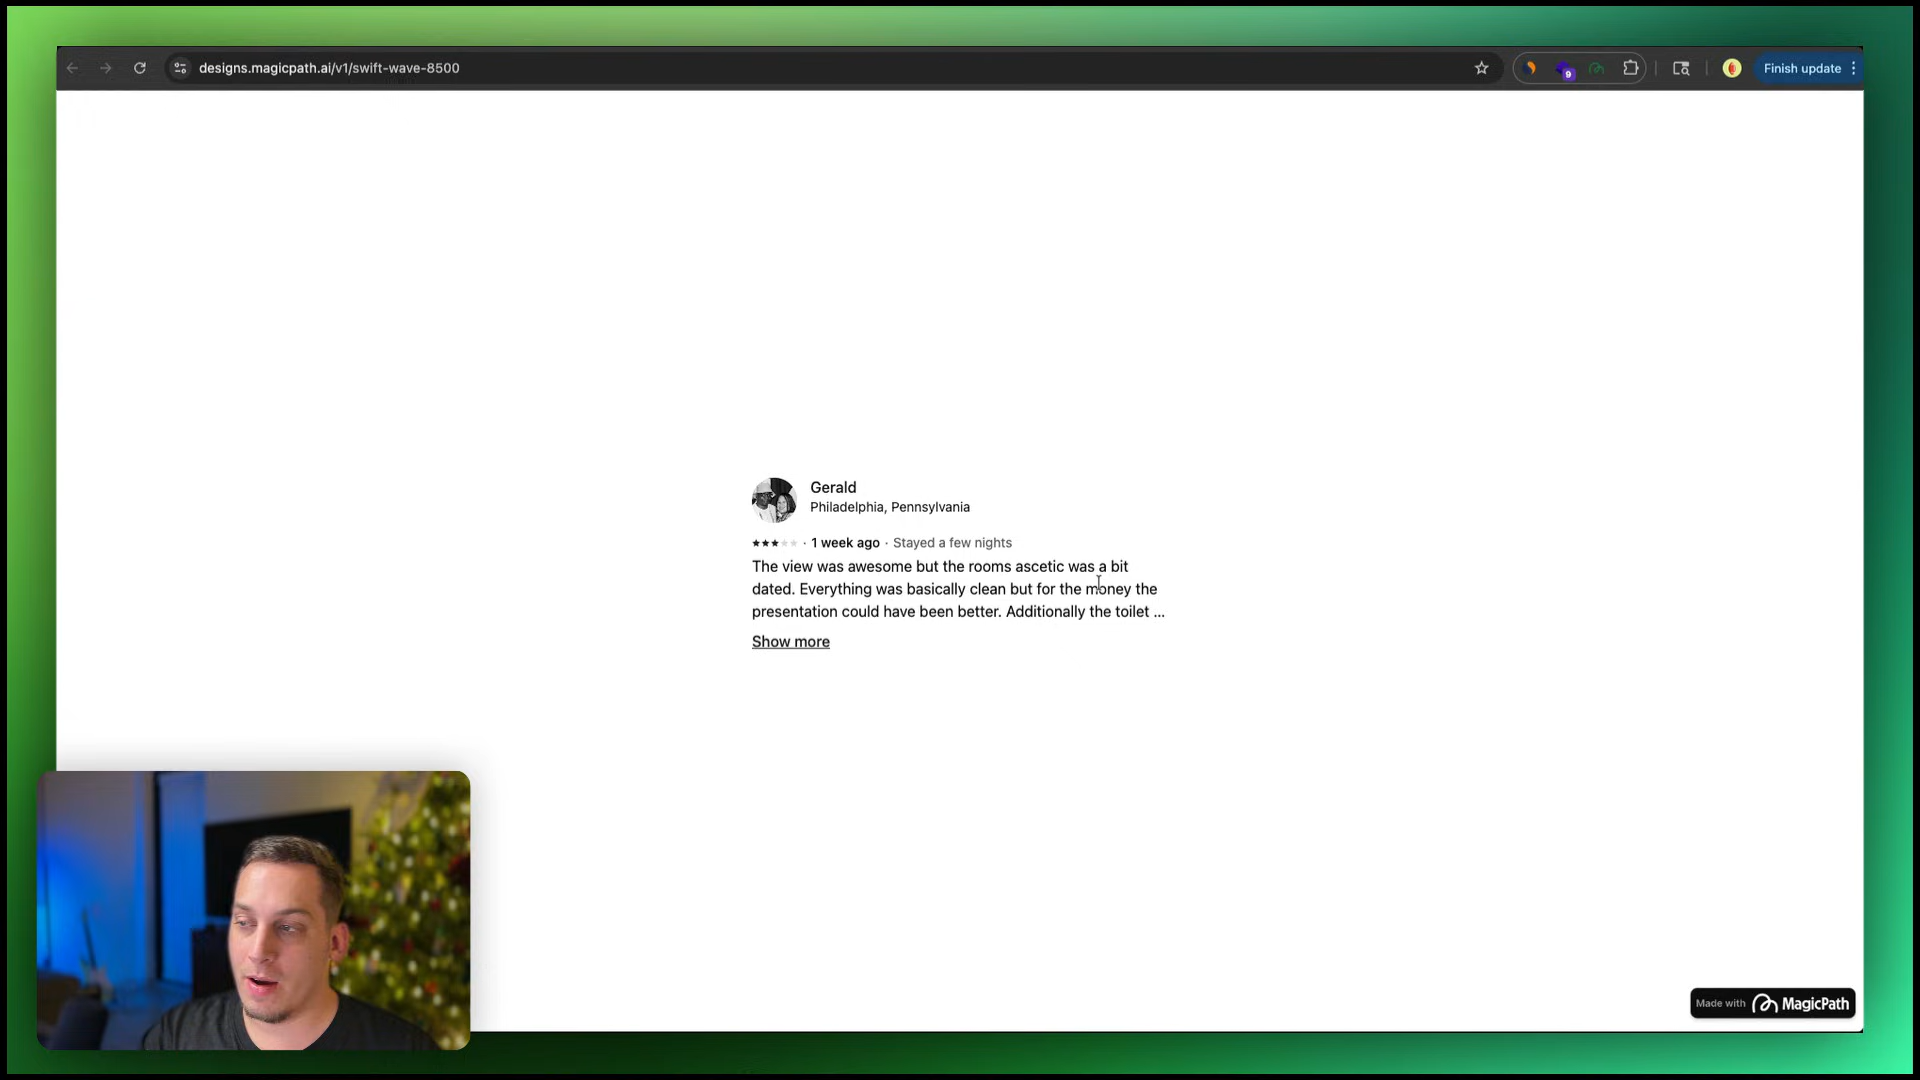 designs.magicpath.ai/v1/swift-wave-8500
9
Finish update
Gerald
Philadelphia, Pennsylvania
· 1 week ago · Stayed a few nights
The view was awesome but the rooms ascetic was a bit
dated. Everything was basically clean but for the money the
presentation could have been better. Additionally the toilet ...
Show more
Made with MagicPath